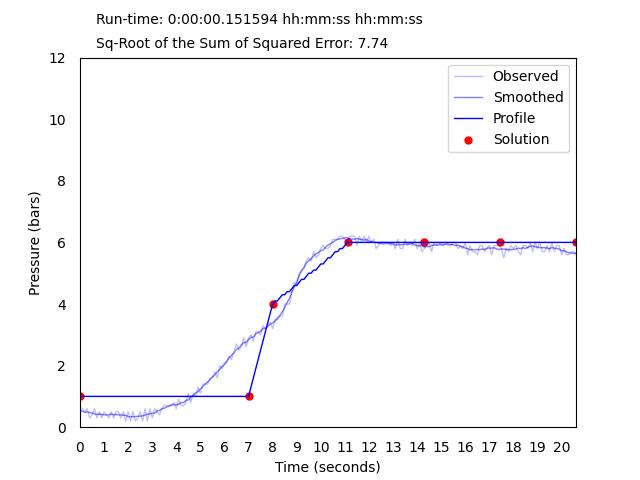 Run-time: 0:00:00.151594 hh:mm:ss hh:mm:ss
Sq-Root of the Sum of Squared Error: 7.74
12
10
8
6
4
2
0
Pressure (bars)
Observed
Smoothed
Profile
Solution
0 1 2 3 4 5 6 7 8 9 10 11 12 13 14 15 16 17 18 19 20
Time (seconds)